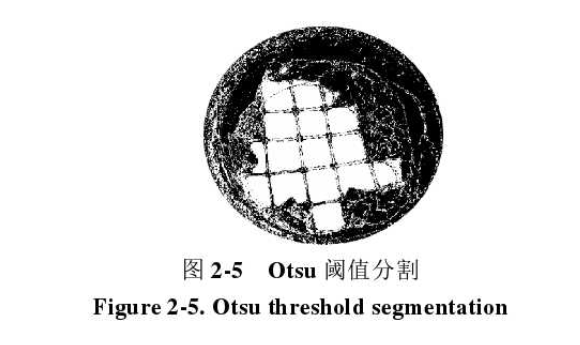 图 2-5 Otsu 阈值分割
Figure 2-5. Otsu threshold segmentation